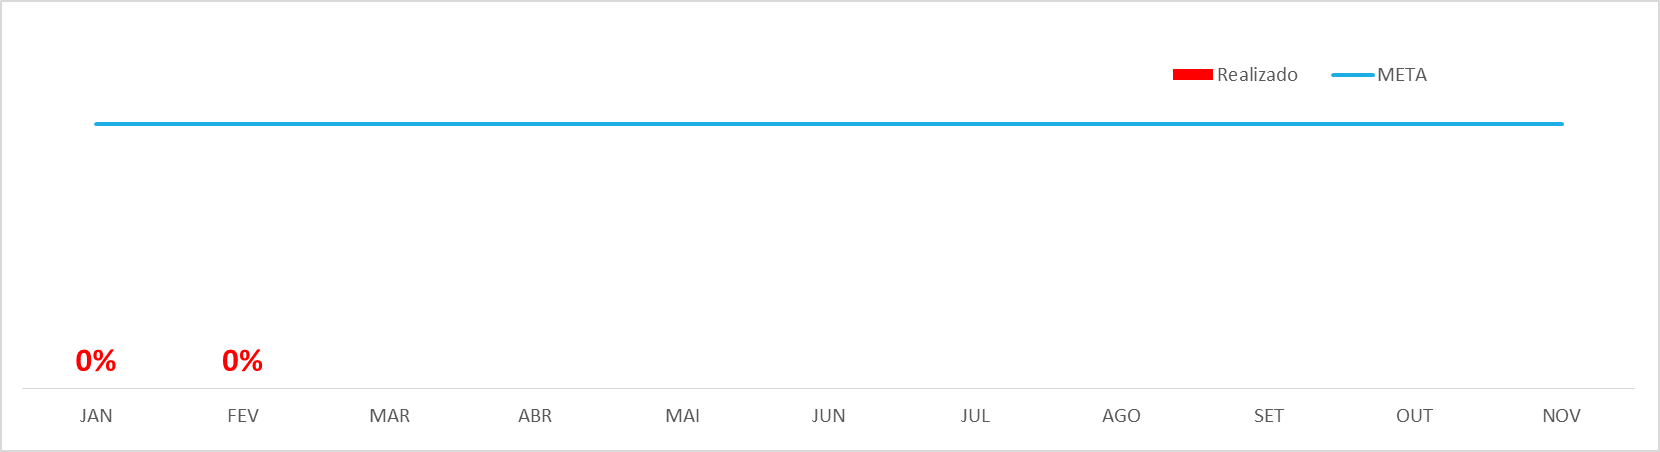 Realizado META
0% 0%
JAN FEV MAR ABR MAI JUN JUL AGO SET OUT NOV